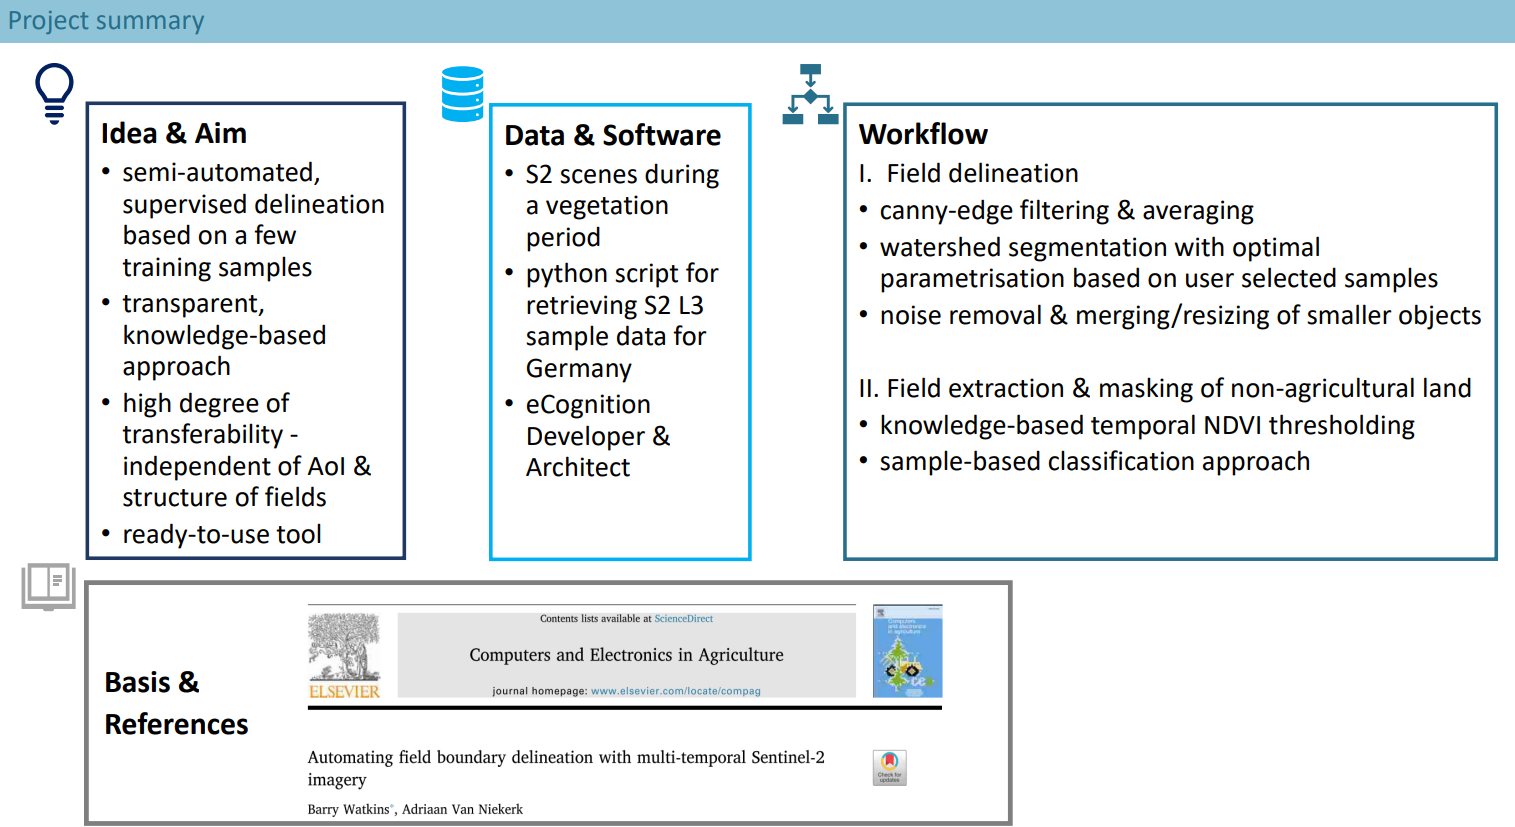 Project summary
Idea & Aim
• semi-automated,
supervised delineation
based on a few
training samples
• transparent,
knowledge-based
approach
• high degree of
transferability -
independent of AoI &
structure of fields
• ready-to-use tool
Data & Software
• S2 scenes during
a vegetation
period
• python script for
retrieving S2 L3
sample data for
Germany
• eCognition
Developer &
Architect
Workflow
I. Field delineation
• canny-edge filtering & averaging
• watershed segmentation with optimal
parametrisation based on user selected samples
• noise removal & merging/resizing of smaller objects
II. Field extraction & masking of non-agricultural land
• knowledge-based temporal NDVI thresholding
• sample-based classification approach
Basis &
References
ELSEVIER
Contents lists available at ScienceDirect
Computers and Electronics in Agriculture
journal homepage: www.elsevier.com/locate/compag
Computers
and electronics
in agriculture
Automating field boundary delineation with multi-temporal Sentinel-2
imagery
Check for
updates
Barry Watkins*, Adriaan Van Niekerk